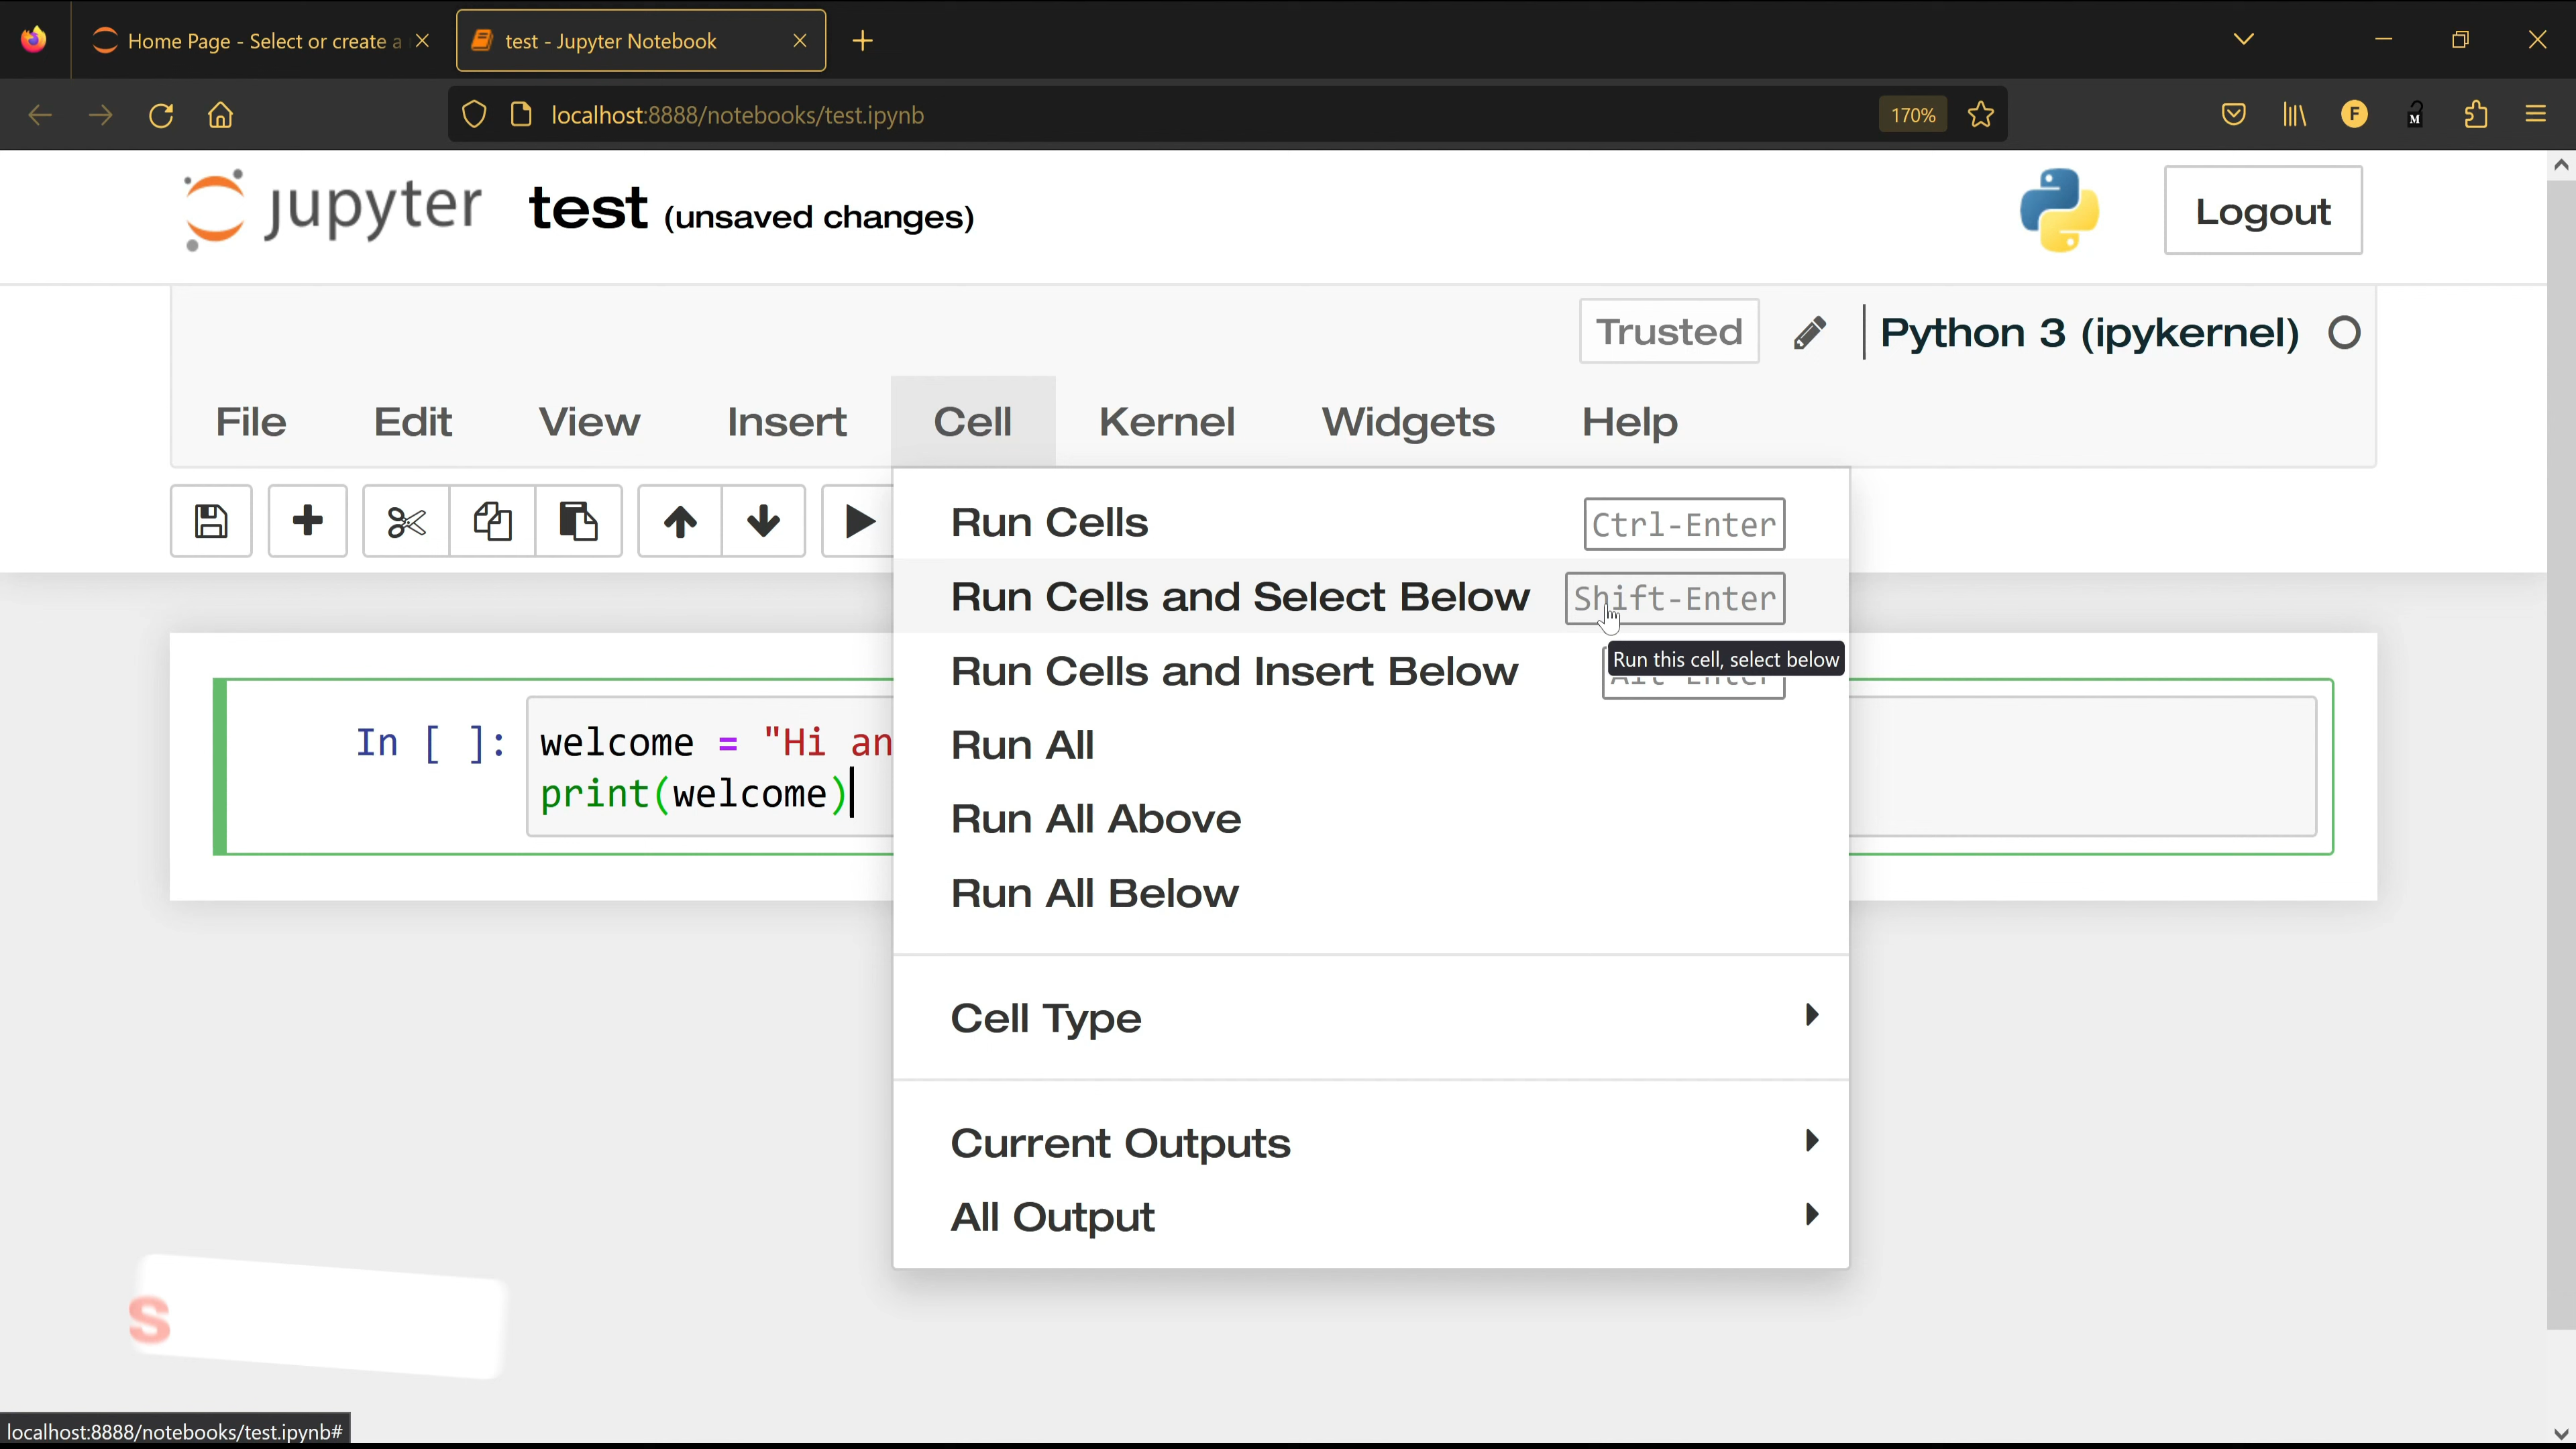 Home Page - Select or create a
test - Jupyter Notebook
localhost:8888/notebooks/test.ipynb
170%
F
M
jupyter test (unsaved changes)
Logout
Trusted
Python 3 (ipykernel)
File Edit View Insert Cell Kernel Widgets Help
Run Cells Ctrl-Enter
Run Cells and Select Below Shift-Enter
Run this cell, select below
Run Cells and Insert Below
Run All
Run All Above
Run All Below
Cell Type
Current Outputs
All Output
In [ ]: welcome = "Hi an
print(welcome)
S
localhost:8888/notebooks/test.ipynb#